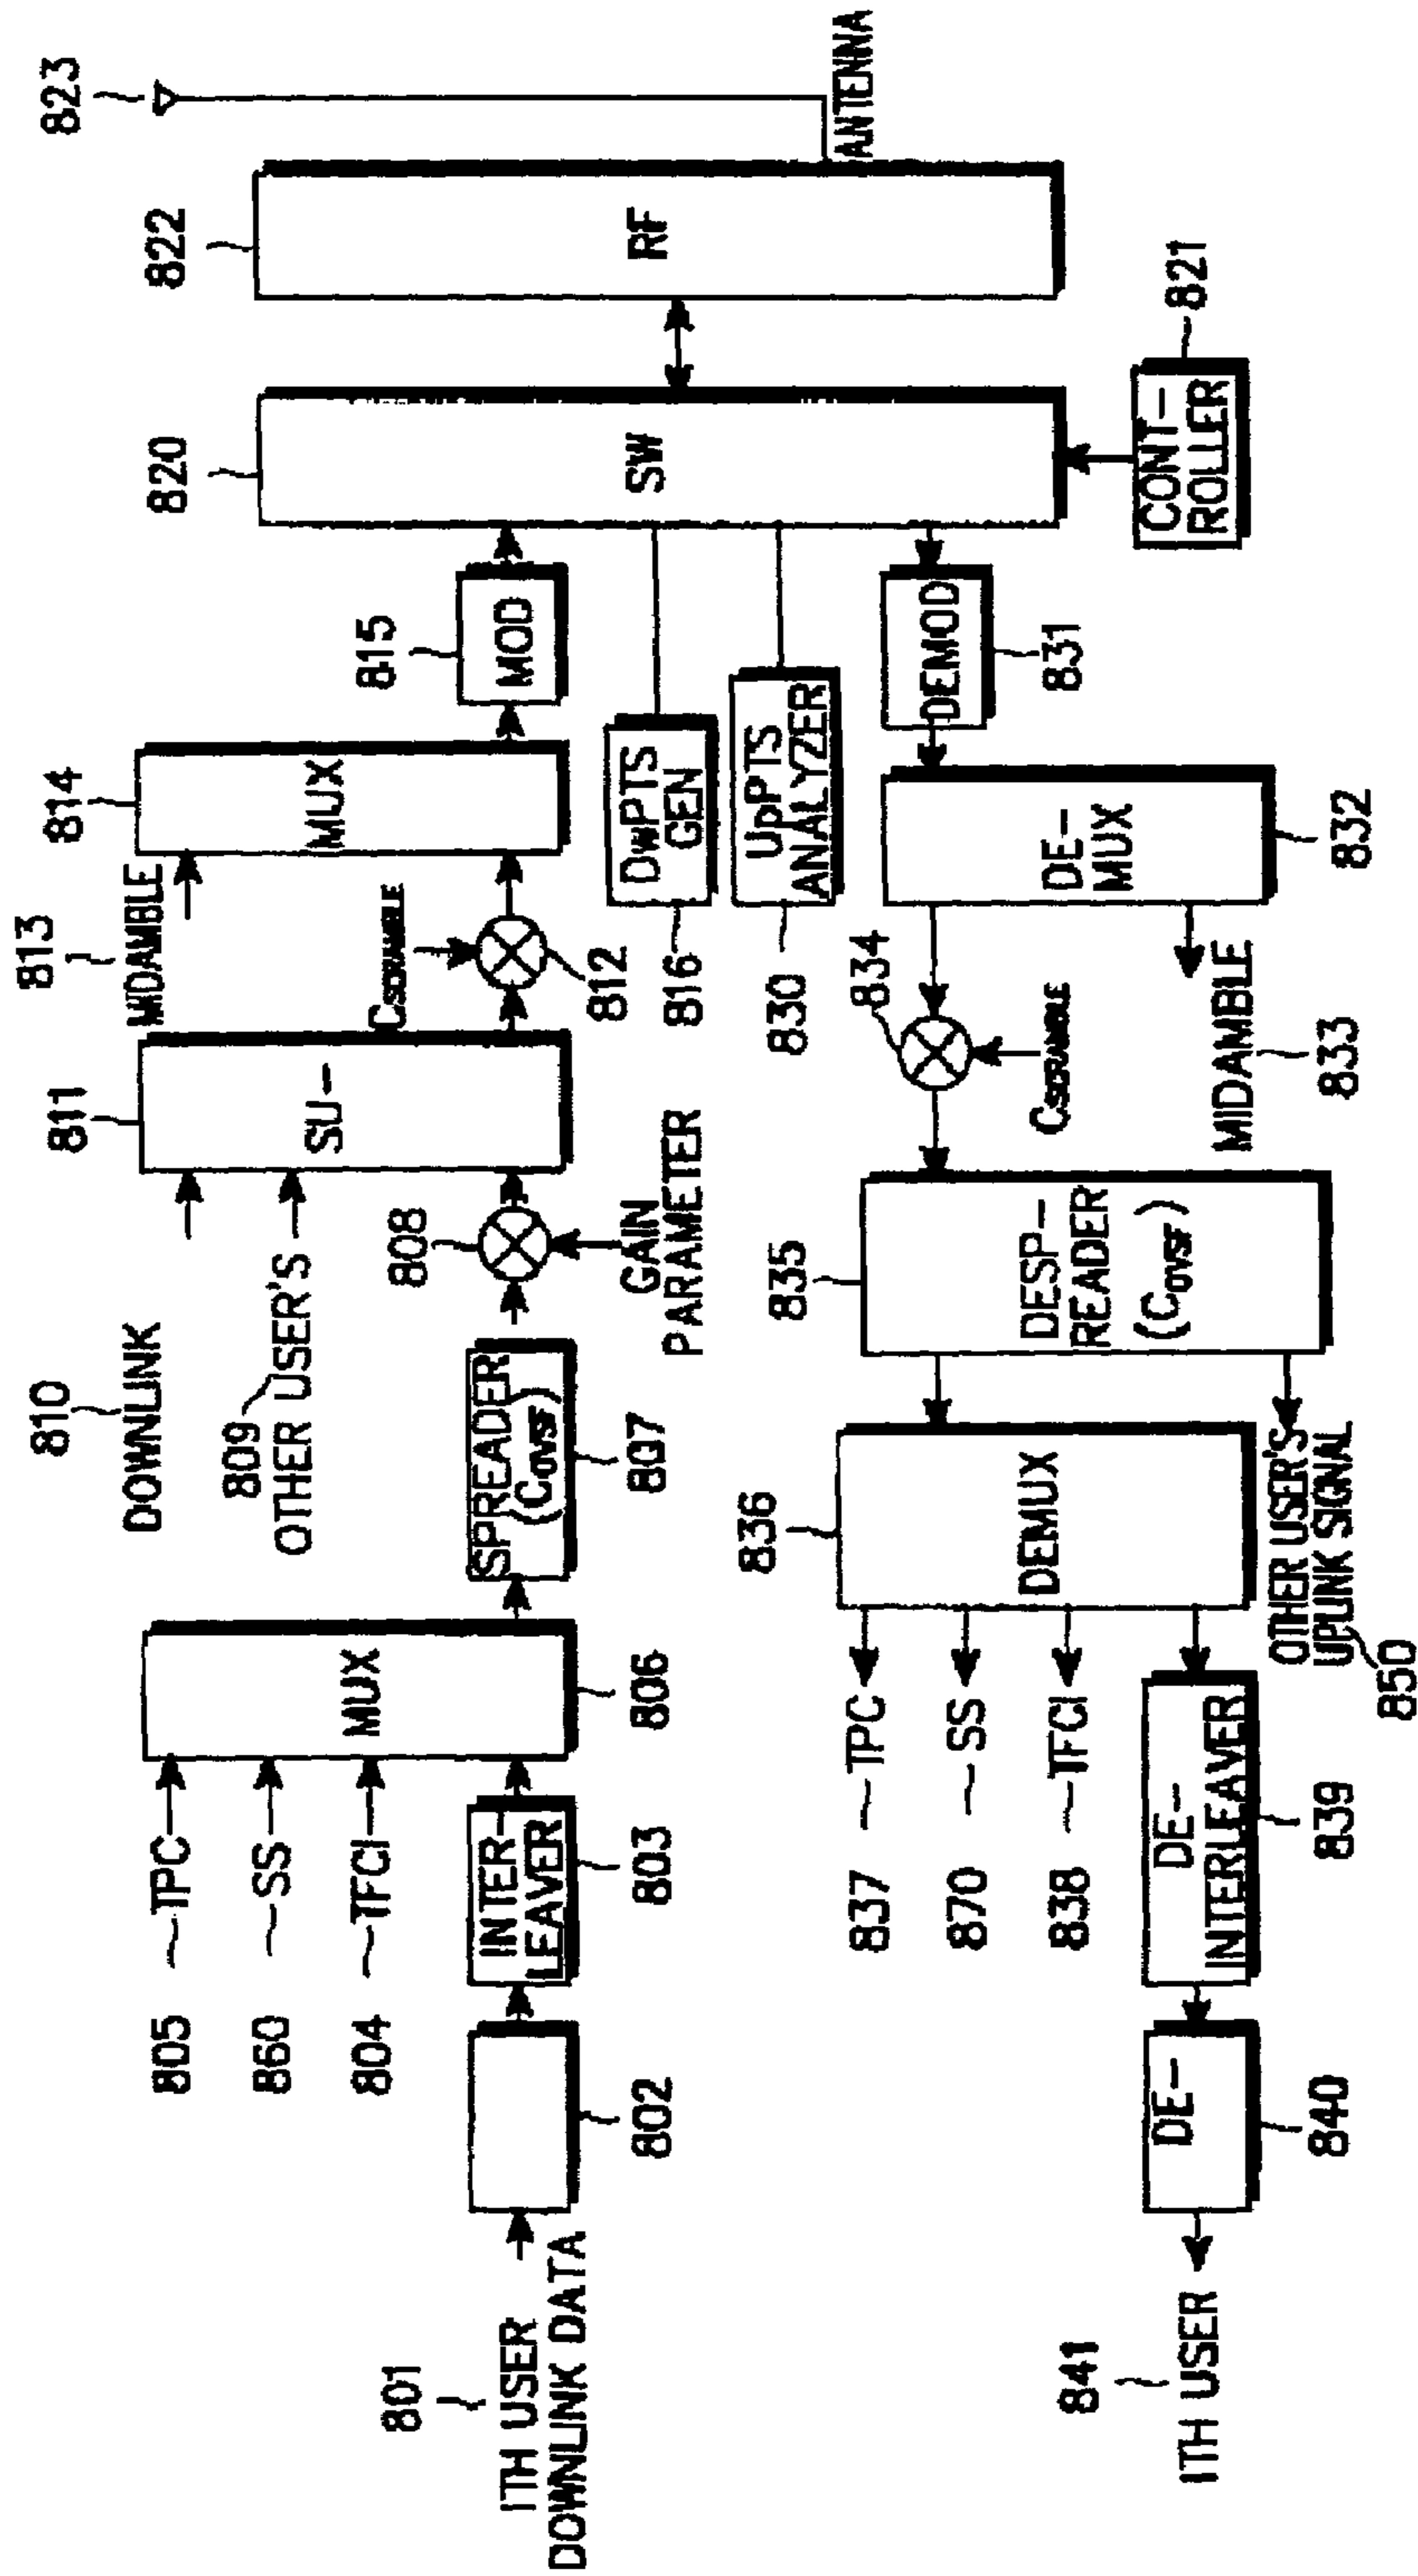 801
1TH USER
DOWNLINK DATA
802
INTER-
LEAVER
803
805
TPC
860
SS
804
TFCI
MUX
806
SPREADER
(COVSF)
807
810
DOWNLINK
809
OTHER USER'S
808
GAIN
PARAMETER
811
SU-
CSCRAMBLE
812
813
MIDAMBLE
814
MUX
815
MOD
DwPTS
GEN
816
UpPTS
ANALYZER
830
820
SW
822
RF
823
ANTENNA
CONT-
ROLLER
821
DEMOD
831
DE-
MUX
832
MIDAMBLE
833
834
CSCRAMBLE
835
DESP-
READER
(COVSF)
836
DEMUX
OTHER USER'S
UPLINK SIGNAL
850
837
TPC
870
SS
838
TFCI
DE-
INTERLEAVER
839
DE-
840
841
1TH USER